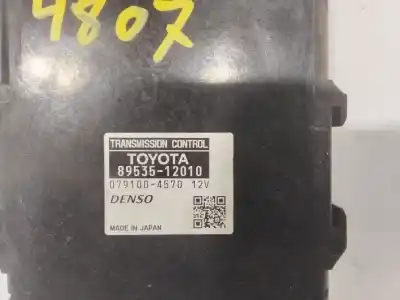 4807
TRANSMISSION CONTROL
TOYOTA
89535-12010
079100-4570 12V
DENSO
MADE IN JAPAN